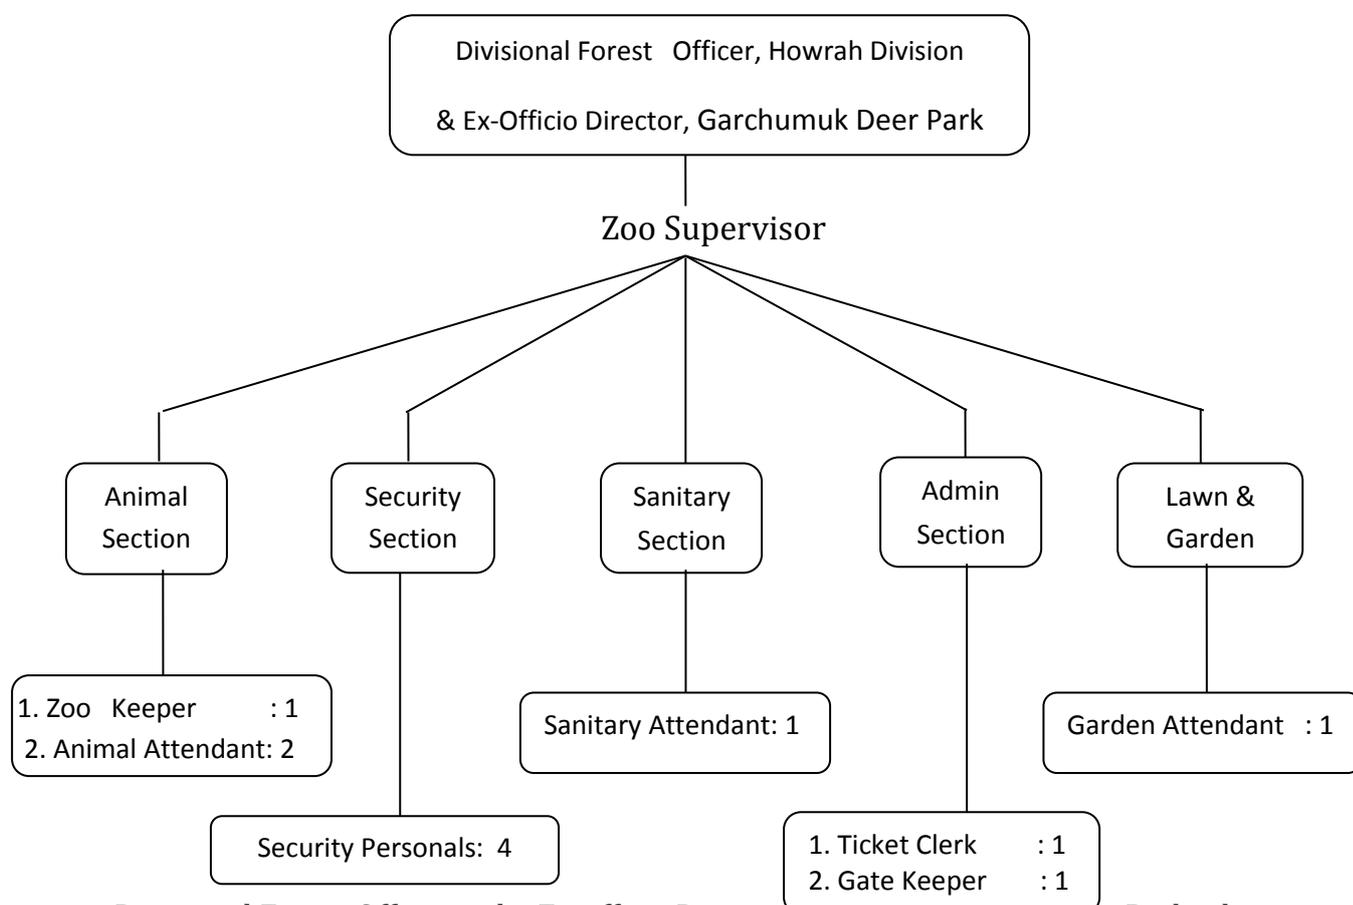 Divisional Forest Officer, Howrah Division
& Ex-Officio Director, Garchumuk Deer Park
Zoo Supervisor
Animal
Section
Security
Section
Sanitary
Section
Admin
Section
Lawn &
Garden
1. Zoo Keeper : 1
2. Animal Attendant: 2
Security Personals: 4
Sanitary Attendant: 1
1. Ticket Clerk : 1
2. Gate Keeper : 1
Garden Attendant : 1